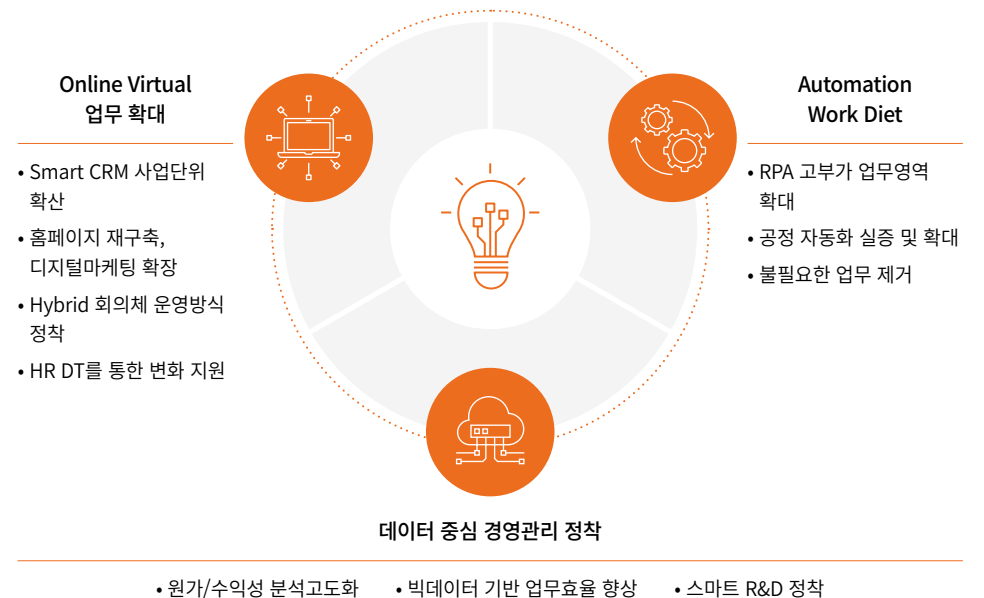 Online Virtual
업무 확대
• Smart CRM 사업단위
확산
• 홈페이지 재구축,
디지털마케팅 확장
• Hybrid 회의체 운영방식
정착
• HR DT를 통한 변화 지원
Automation
Work Diet
• RPA 고부가 업무영역
확대
• 공정 자동화 실증 및 확대
• 불필요한 업무 제거
데이터 중심 경영관리 정착
• 원가/수익성 분석고도화 • 빅데이터 기반 업무효율 향상 • 스마트 R&D 정착